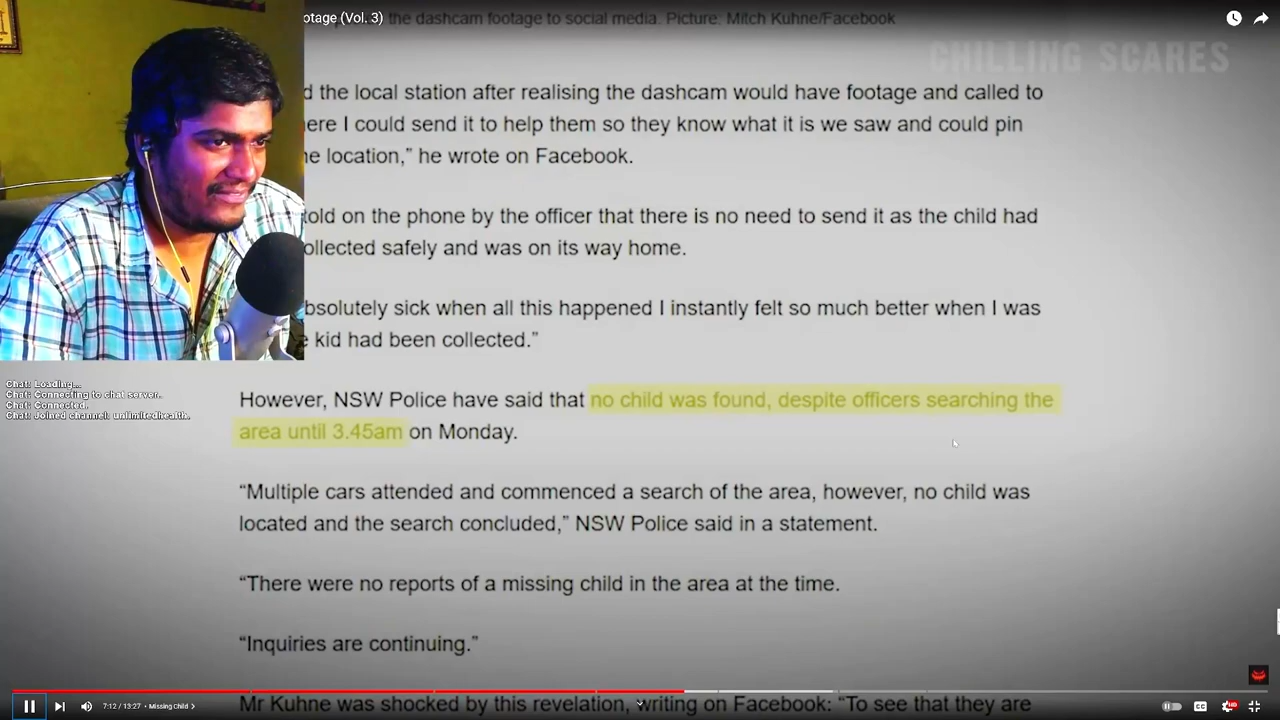 otage (Vol. 3)
the dashcam footage to social media. Picture: Mitch Kuhne/Facebook
CHILLING SCARES
d the local station after realising the dashcam would have footage and called to
ere I could send it to help them so they know what it is we saw and could pin
e location,” he wrote on Facebook.
told on the phone by the officer that there is no need to send it as the child had
ollected safely and was on its way home.
bsolutely sick when all this happened I instantly felt so much better when I was
e kid had been collected.”
Chat: Loading...
Chat: Connecting to chat server..
Chat: Connected.
Chat: Joined channel: unlimitedhealth.
However, NSW Police have said that no child was found, despite officers searching the
area until 3.45am on Monday.
“Multiple cars attended and commenced a search of the area, however, no child was
located and the search concluded,” NSW Police said in a statement.
“There were no reports of a missing child in the area at the time.
“Inquiries are continuing.”
Mr Kuhne was shocked by this revelation, writing on Facebook: “To see that they are
7:12 / 13:27 • Missing Child >
CC
HD